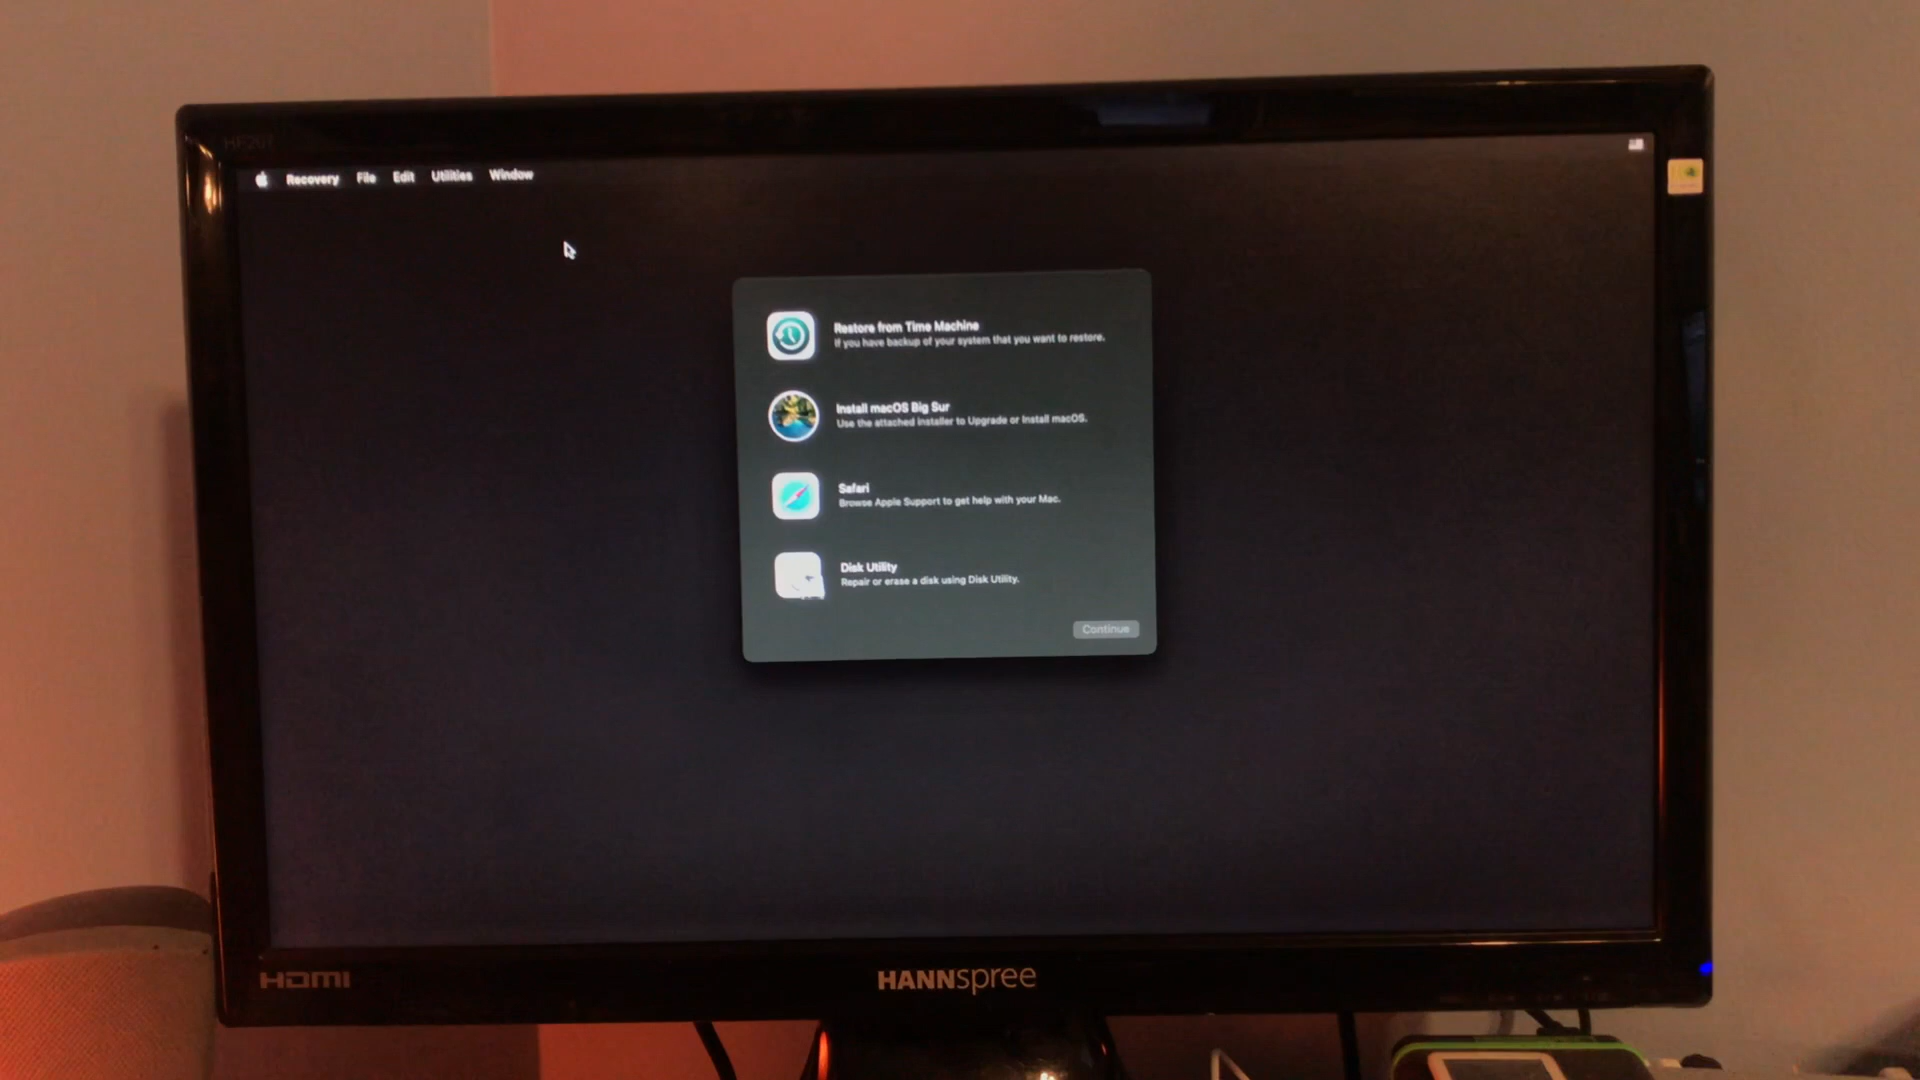 Recovery File Edit Utilities Window
Restore from Time Machine
If you have backup of your system that you want to restore.
Install macOS Big Sur
Use the attached installer to Upgrade or Install macOS.
Safari
Browse Apple Support to get help with your Mac.
Disk Utility
Repair or erase a disk using Disk Utility.
Continue
HDMI
HANNspree